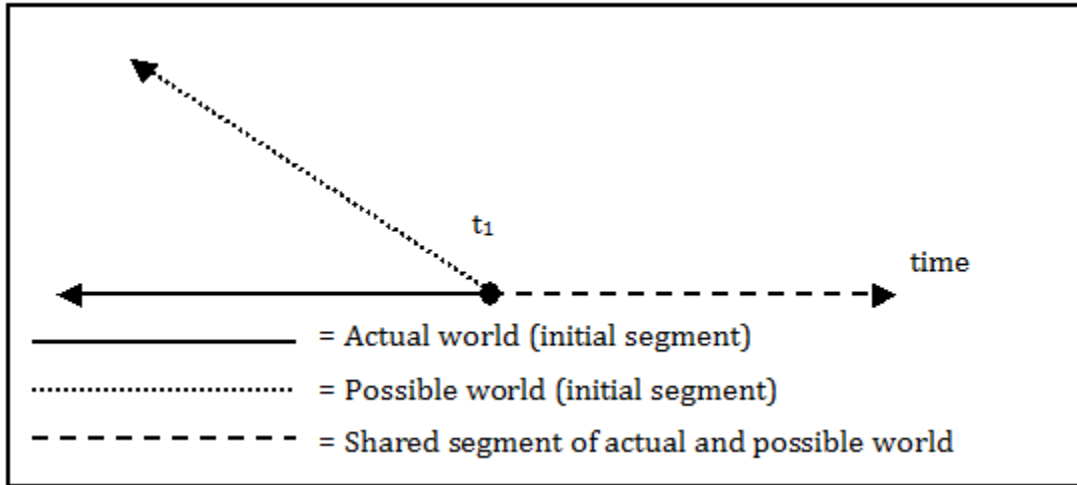 t₁
time
= Actual world (initial segment)
= Possible world (initial segment)
= Shared segment of actual and possible world